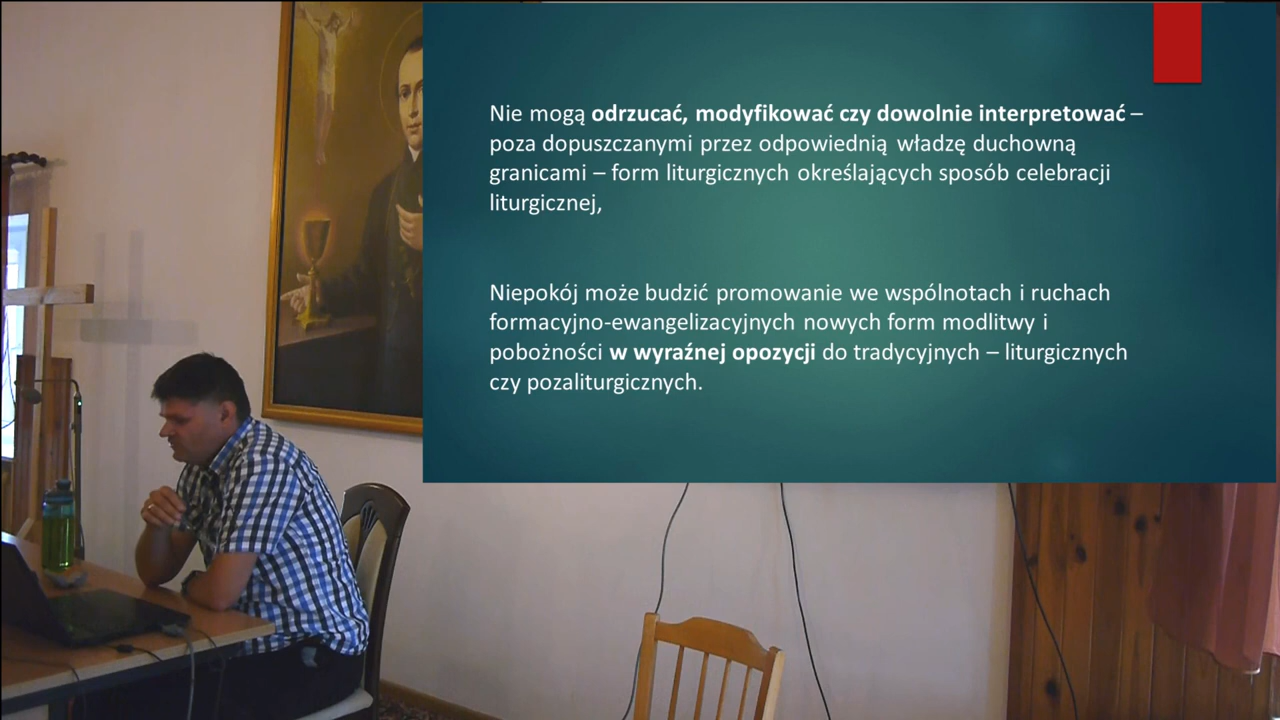 Nie mogą odrzucać, modyfikować czy dowolnie interpretować –
poza dopuszczanymi przez odpowiednią władzę duchowną
granicami – form liturgicznych określających sposób celebracji
liturgicznej,
Niepokój może budzić promowanie we wspólnotach i ruchach
formacyjno-ewangelizacyjnych nowych form modlitwy i
pobożności w wyraźnej opozycji do tradycyjnych – liturgicznych
czy pozaliturgicznych.